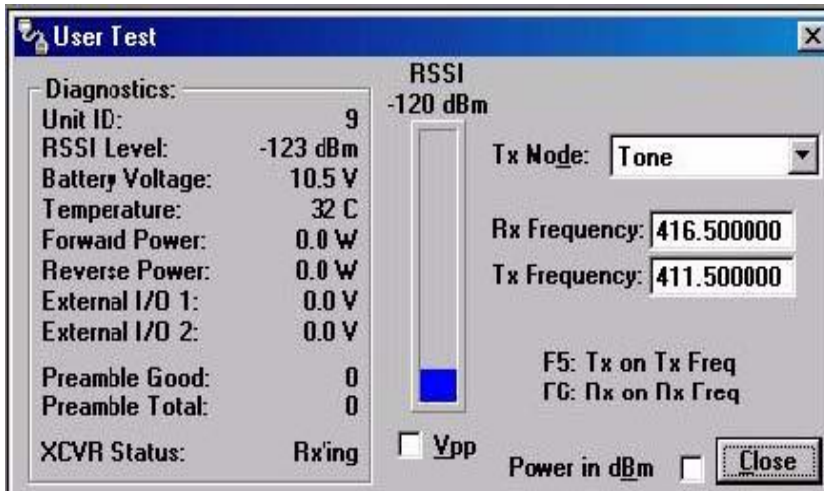 User Test
Diagnostics:
Unit ID: 9
RSSI Level: -123 dBm
Battery Voltage: 10.5 V
Temperature: 32 C
Forward Power: 0.0 W
Reverse Power: 0.0 W
External I/O 1: 0.0 V
External I/O 2: 0.0 V
Preamble Good: 0
Preamble Total: 0
XCVR Status: Rx'ing
RSSI
-120 dBm
Vpp
Tx Node: Tone
Rx Frequency: 416.500000
Tx Frequency: 411.500000
F5: Tx on Tx Freq
on Freq
Power in dBm
Close